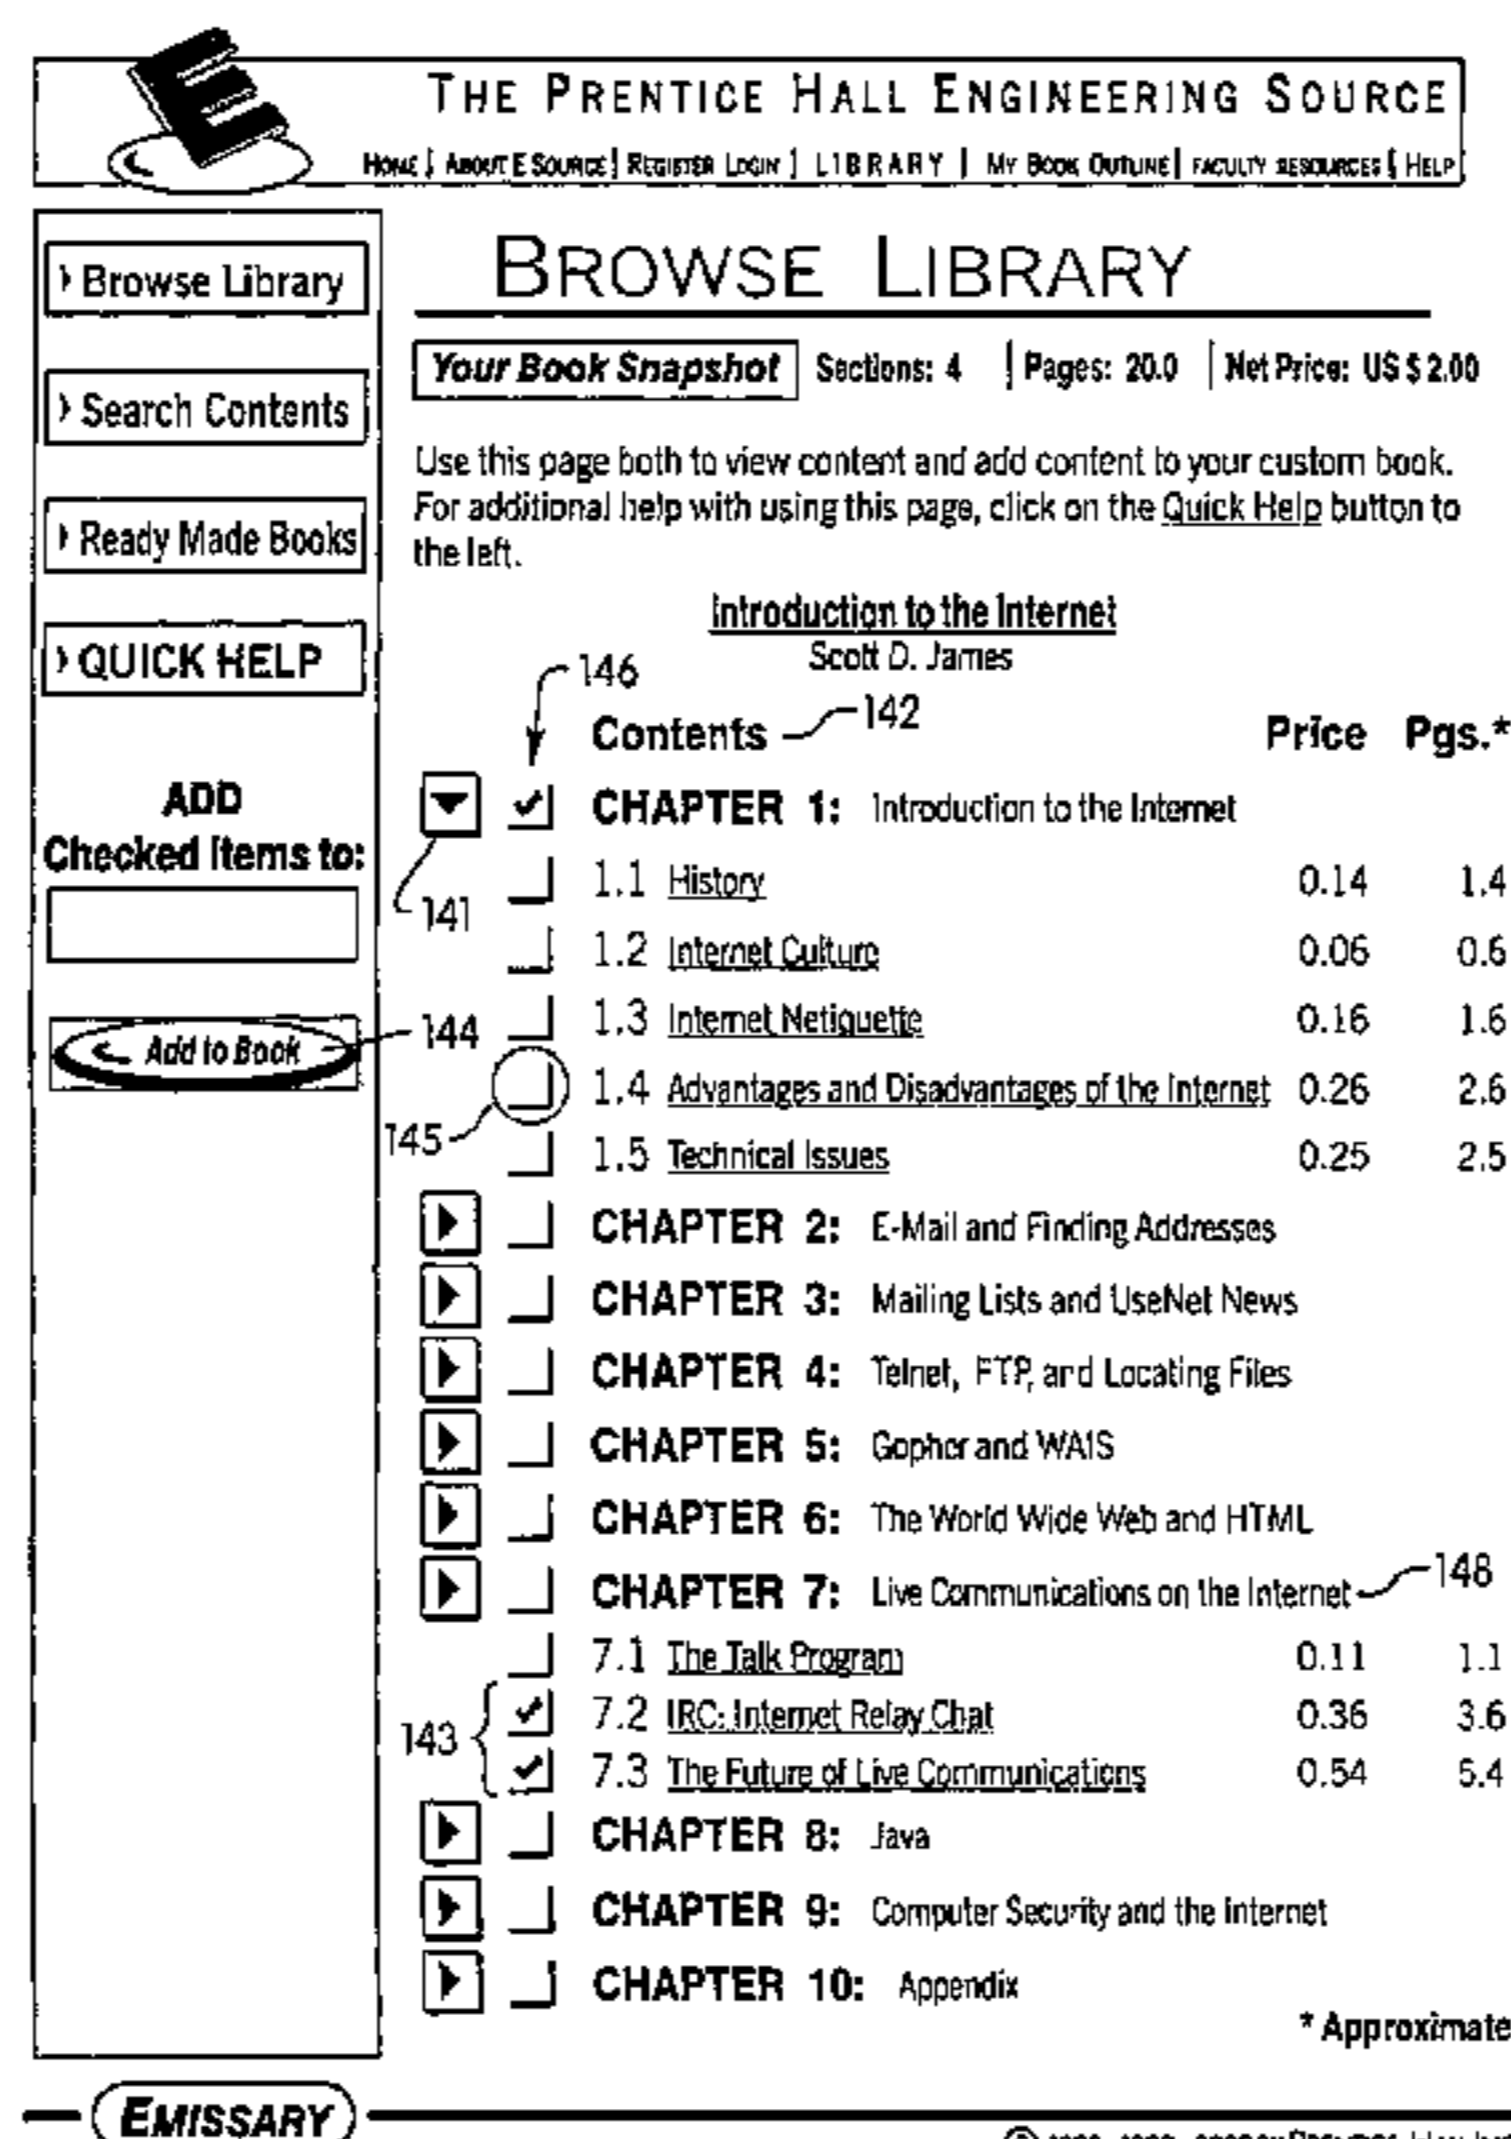 THE PRENTICE HALL ENGINEERING SOURCE
HOME | ABOUT E SOURCE | REGISTER LOGIN | LIBRARY | MY BOOK OUTLINE | FACULTY RESOURCES | HELP
Browse Library
Search Contents
Ready Made Books
QUICK HELP
ADD
Checked Items to:
Add to Book
144
BROWSE LIBRARY
Your Book Snapshot Sections: 4 | Pages: 20.0 | Net Price: US $ 2.00
Use this page both to view content and add content to your custom book.
For additional help with using this page, click on the Quick Help button to
the left.
Introduction to the Internet
Scott D. James
146
Contents 142 Price Pgs.*
CHAPTER 1: Introduction to the Internet
141
1.1 History 0.14 1.4
1.2 Internet Culture 0.06 0.6
1.3 Internet Netiquette 0.16 1.6
1.4 Advantages and Disadvantages of the Internet 0.26 2.6
145
1.5 Technical Issues 0.25 2.5
CHAPTER 2: E-Mail and Finding Addresses
CHAPTER 3: Mailing Lists and UseNet News
CHAPTER 4: Telnet, FTP, and Locating Files
CHAPTER 5: Gopher and WAIS
CHAPTER 6: The World Wide Web and HTML
CHAPTER 7: Live Communications on the Internet 148
7.1 The Talk Program 0.11 1.1
143
7.2 IRC: Internet Relay Chat 0.36 3.6
7.3 The Future of Live Communications 0.54 5.4
CHAPTER 8: Java
CHAPTER 9: Computer Security and the Internet
CHAPTER 10: Appendix
* Approximate
EMISSARY